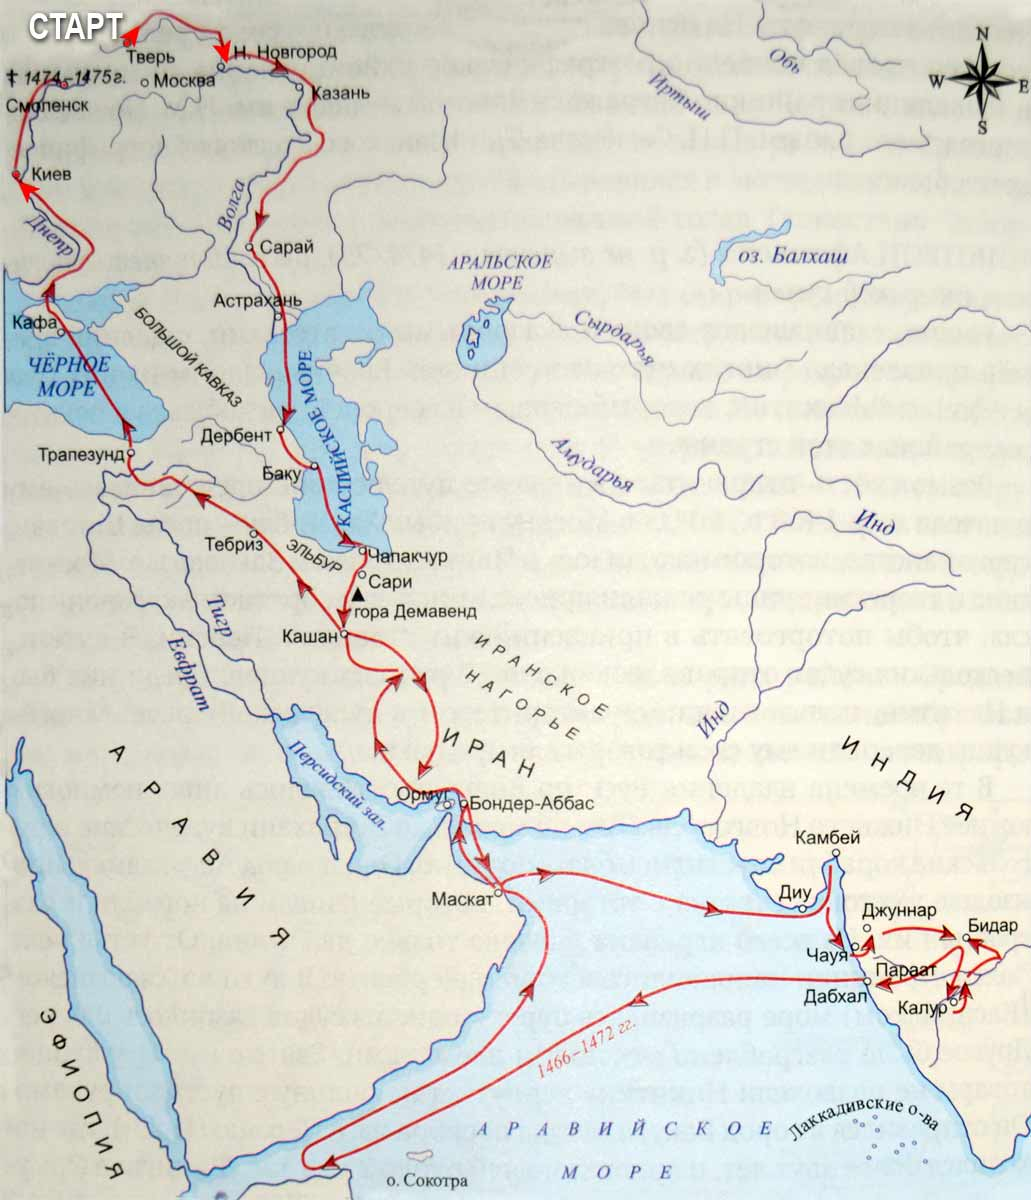 СТАРТ
Тверь
Н. Новгород
✝ 1474–1475г.
Москва
Казань
Смоленск
Киев
Днепр
Волга
Сарай
Астрахань
Обь
Иртыш
N
W
E
S
АРАЛЬСКОЕ
МОРЕ
оз. Балхаш
Сырдарья
Амударья
Кафа
БОЛЬШОЙ КАВКАЗ
ЧЁРНОЕ
МОРЕ
КАСПИЙСКОЕ МОРЕ
Дербент
Трапезунд
Баку
Тебриз
ЭЛЬБУР
Чапакчур
Сари
гора Демавенд
Кашан
Инд
Тигр
Евфрат
ИРАНСКОЕ
НАГОРЬЕ
ИРАН
Персидский зал.
Ормуз
Бондер-Аббас
Инд
ИНДИЯ
АРАВИЯ
Маскат
Камбей
Диу
Джуннар
Бидар
Чауя
Параат
Дабхал
Калур
1466–1472 гг.
ЭФИОПИЯ
АРАВИЙСКОЕ
МОРЕ
Лаккадивские о-ва
о. Сокотра